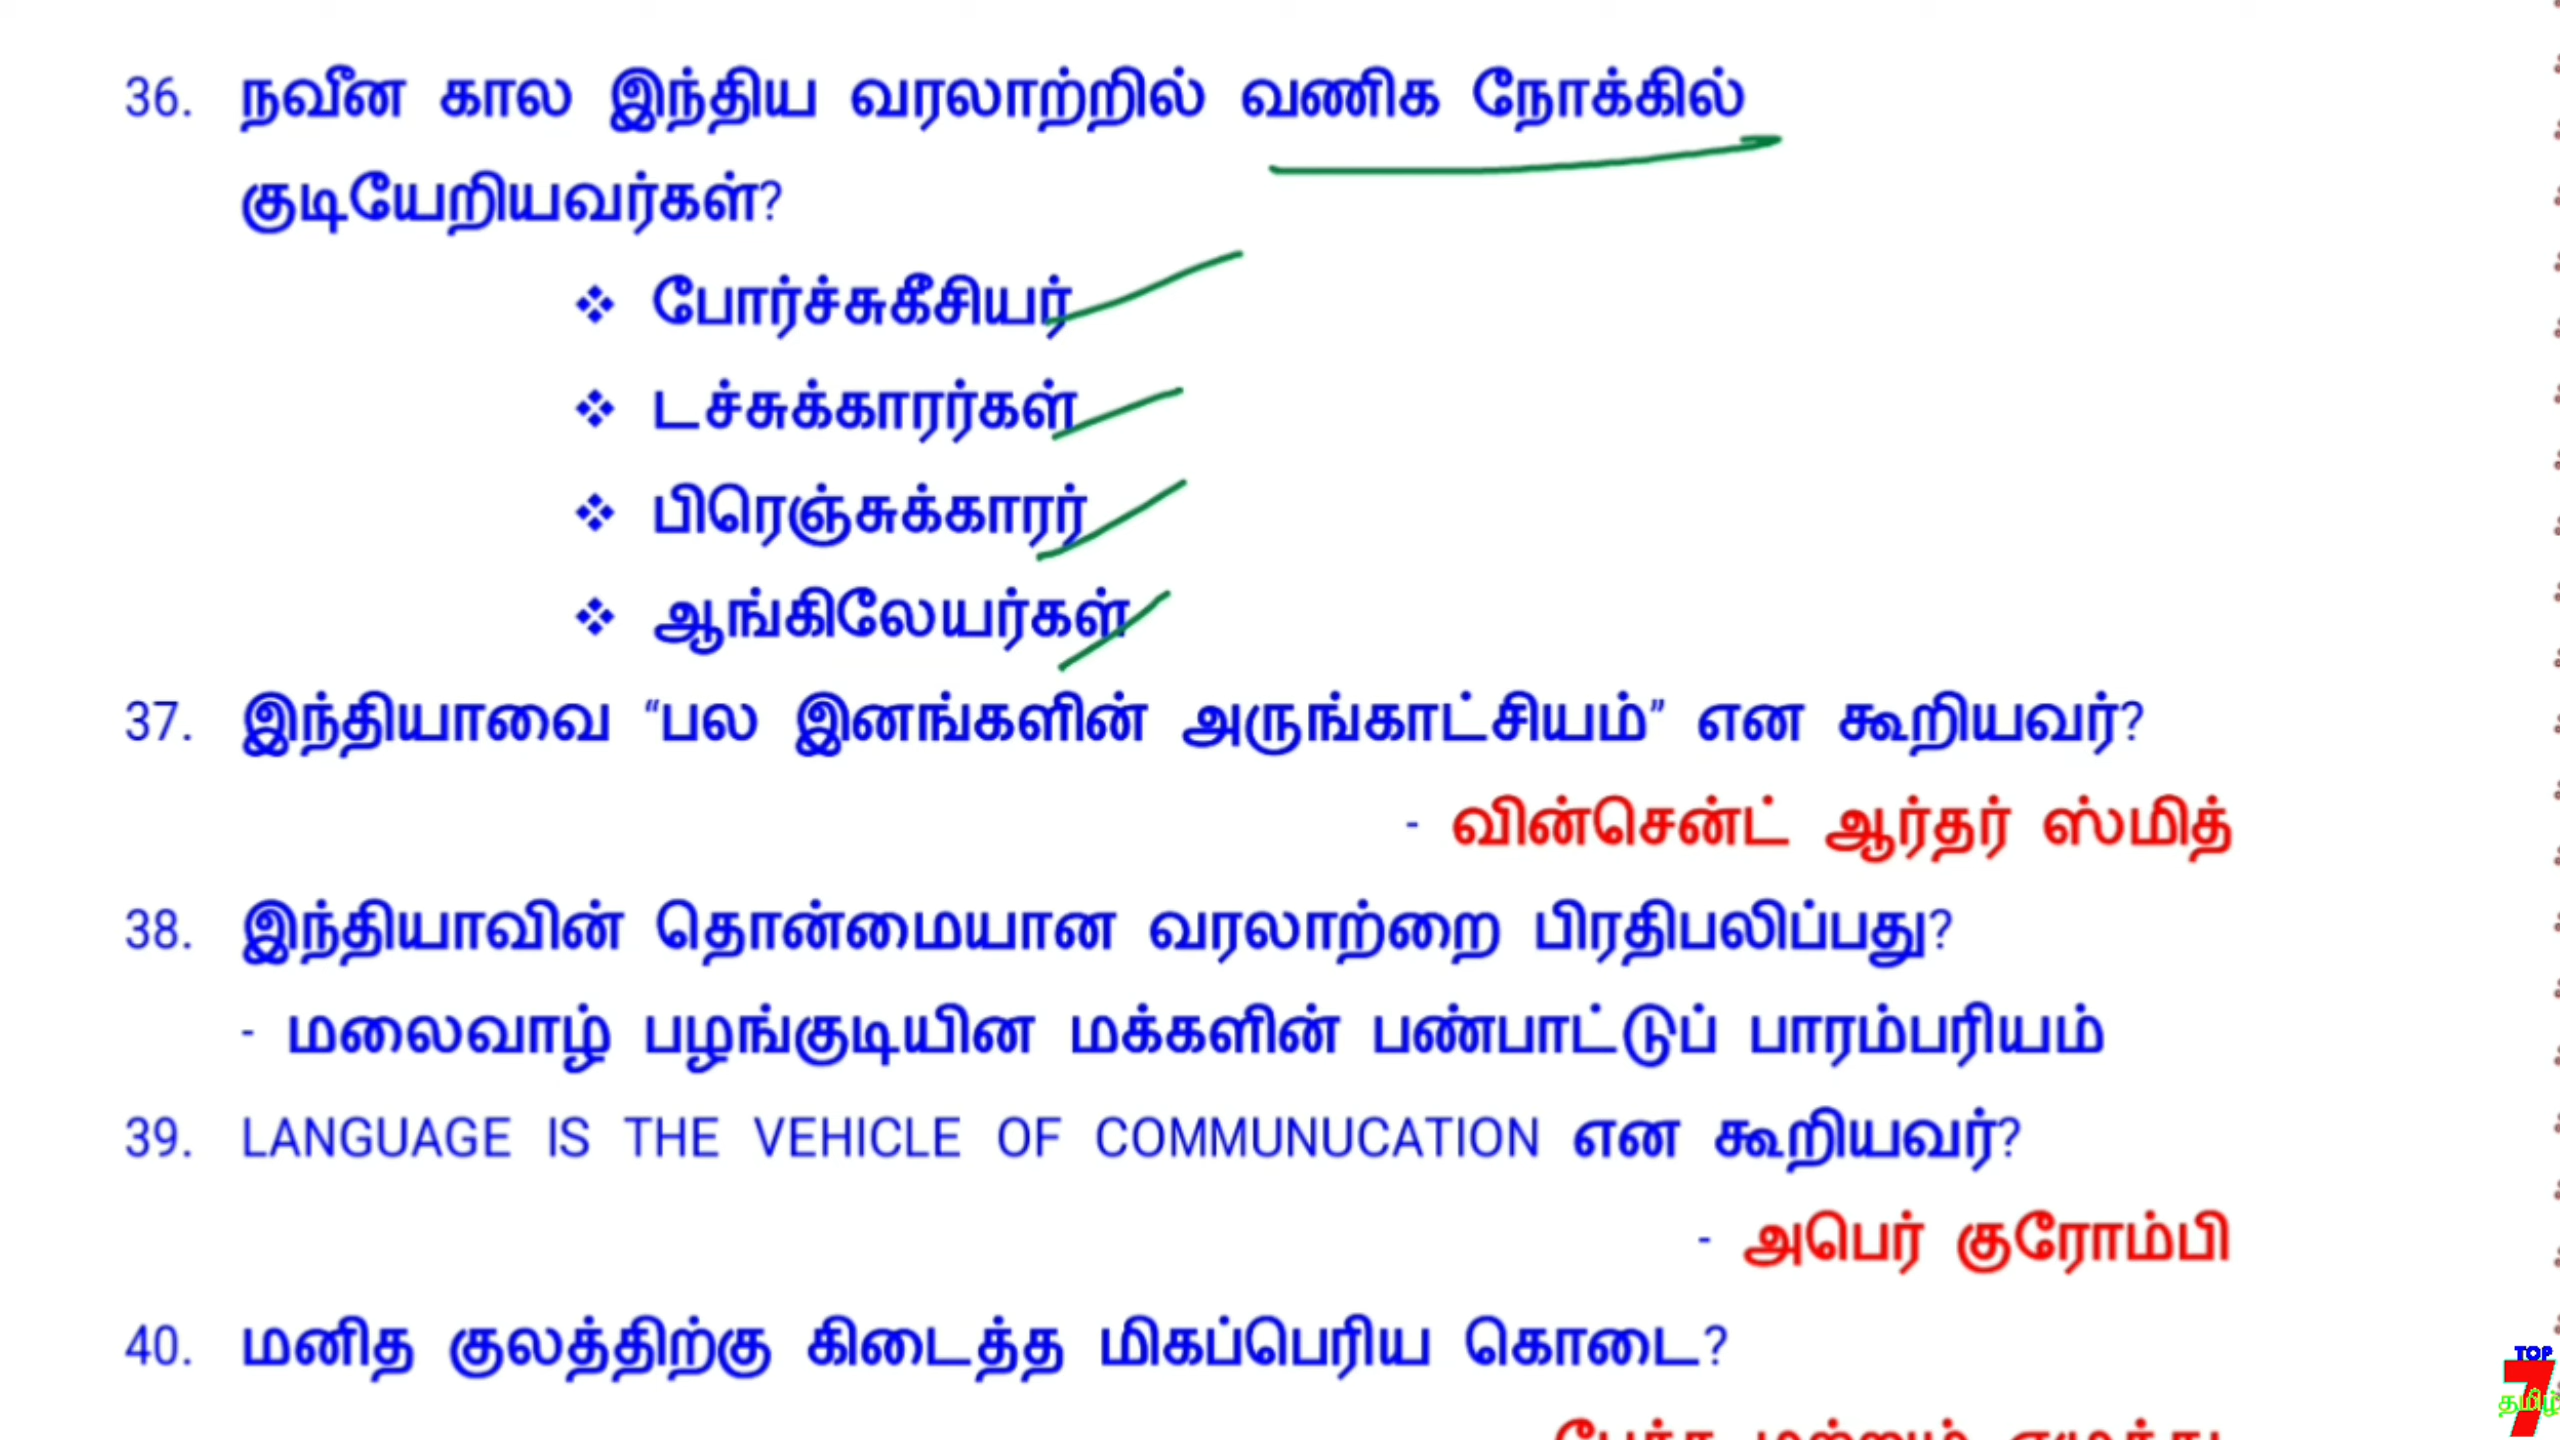 36. நவீன கால இந்திய வரலாற்றில் வணிக நோக்கில்
குடியேறியவர்கள்?
❖ போர்ச்சுகீசியர்
❖ டச்சுக்காரர்கள்
❖ பிரெஞ்சுக்காரர்
❖ ஆங்கிலேயர்கள்
37. இந்தியாவை “பல இனங்களின் அருங்காட்சியம்” என கூறியவர்?
- வின்சென்ட் ஆர்தர் ஸ்மித்
38. இந்தியாவின் தொன்மையான வரலாற்றை பிரதிபலிப்பது?
- மலைவாழ் பழங்குடியின மக்களின் பண்பாட்டுப் பாரம்பரியம்
39. LANGUAGE IS THE VEHICLE OF COMMUNUCATION என கூறியவர்?
- அபெர் குரோம்பி
40. மனித குலத்திற்கு கிடைத்த மிகப்பெரிய கொடை?
TOP
7
தமிழ்